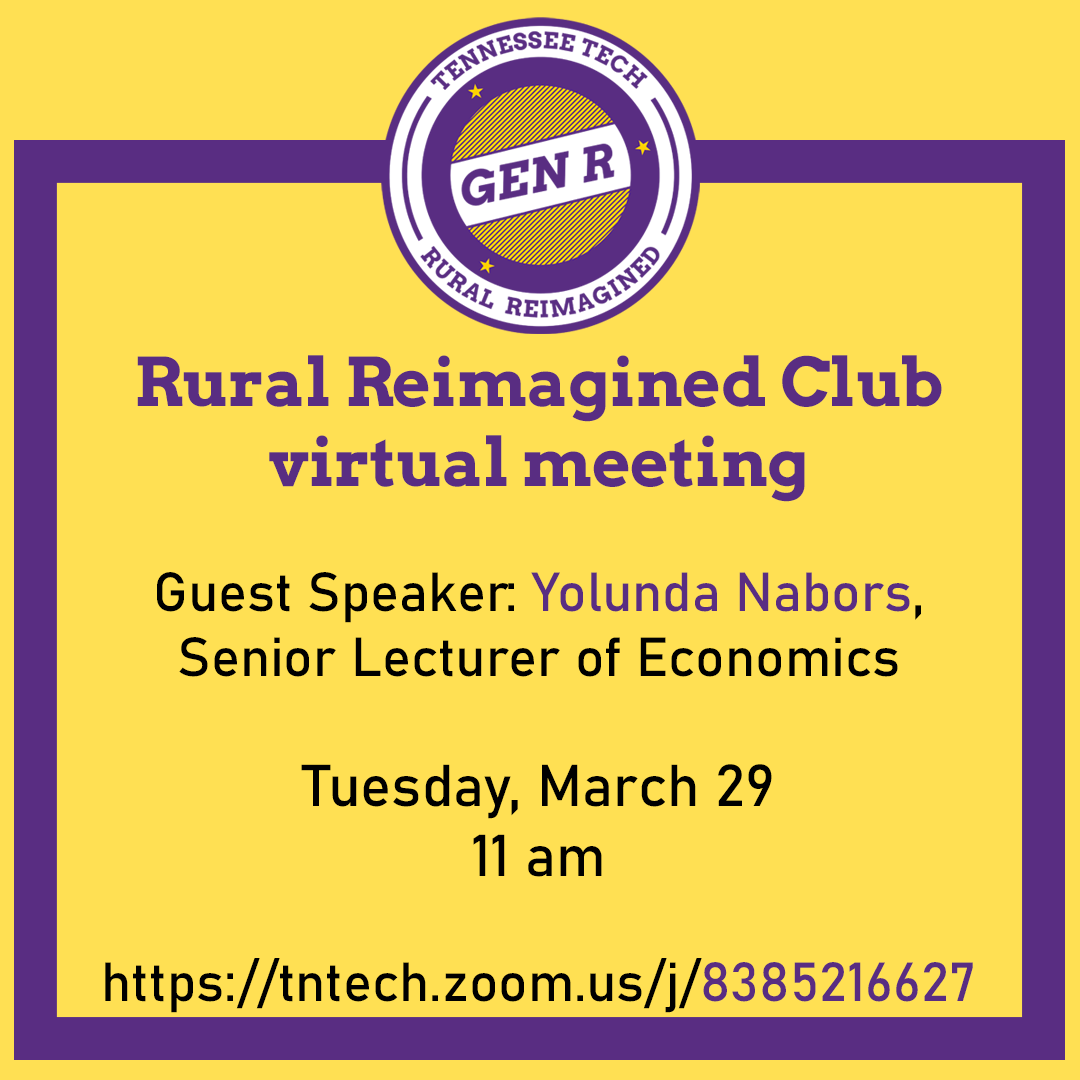 TENNESSEE TECH
GEN R
RURAL REIMAGINED
Rural Reimagined Club
virtual meeting
Guest Speaker: Yolunda Nabors,
Senior Lecturer of Economics
Tuesday, March 29
11 am
https://tntech.zoom.us/j/8385216627